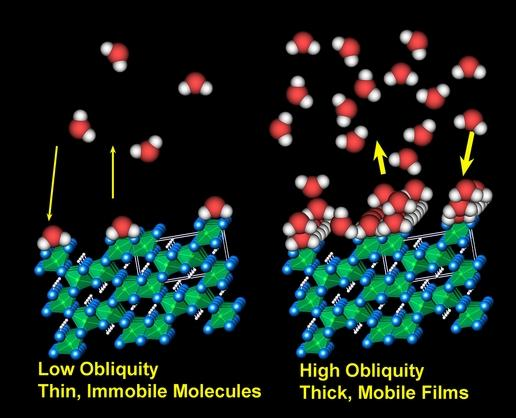 Low Obliquity
Thin, Immobile Molecules
High Obliquity
Thick, Mobile Films